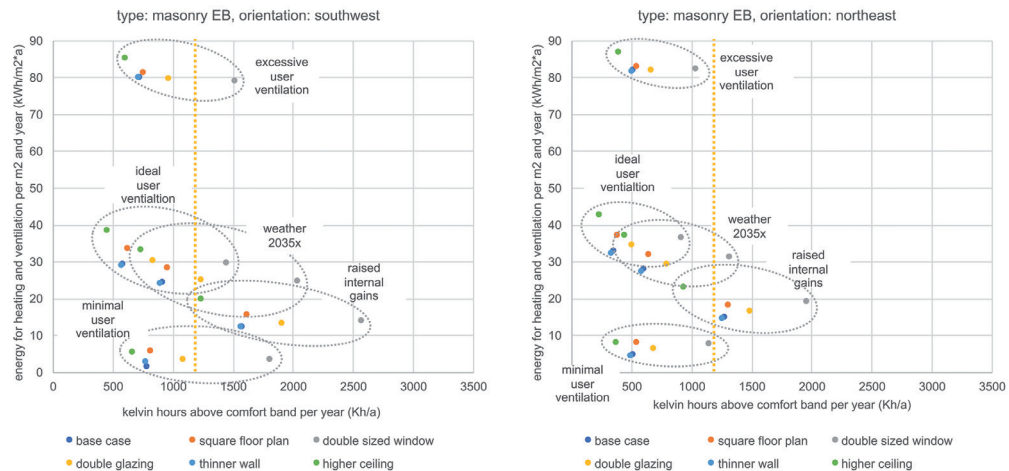 type: masonry EB, orientation: southwest
energy for heating and ventilation per m2 and year (kWh/m2*a)
90
80
70
60
50
40
30
20
10
0
excessive
user
ventilation
ideal
user
ventialtion
weather
2035x
raised
internal
gains
minimal
user
ventilation
0 500 1000 1500 2000 2500 3000 3500
kelvin hours above comfort band per year (Kh/a)
base case square floor plan double sized window
double glazing thinner wall higher ceiling
type: masonry EB, orientation: northeast
energy for heating and ventilation per m2 and year (kWh/m2*a)
90
80
70
60
50
40
30
20
10
0
excessive
user
ventilation
ideal
user
ventialtion
weather
2035x
raised
internal
gains
minimal
user
ventilation
500 1000 1500 2000 2500 3000 3500
kelvin hours above comfort band per year (Kh/a)
base case square floor plan double sized window
double glazing thinner wall higher ceiling